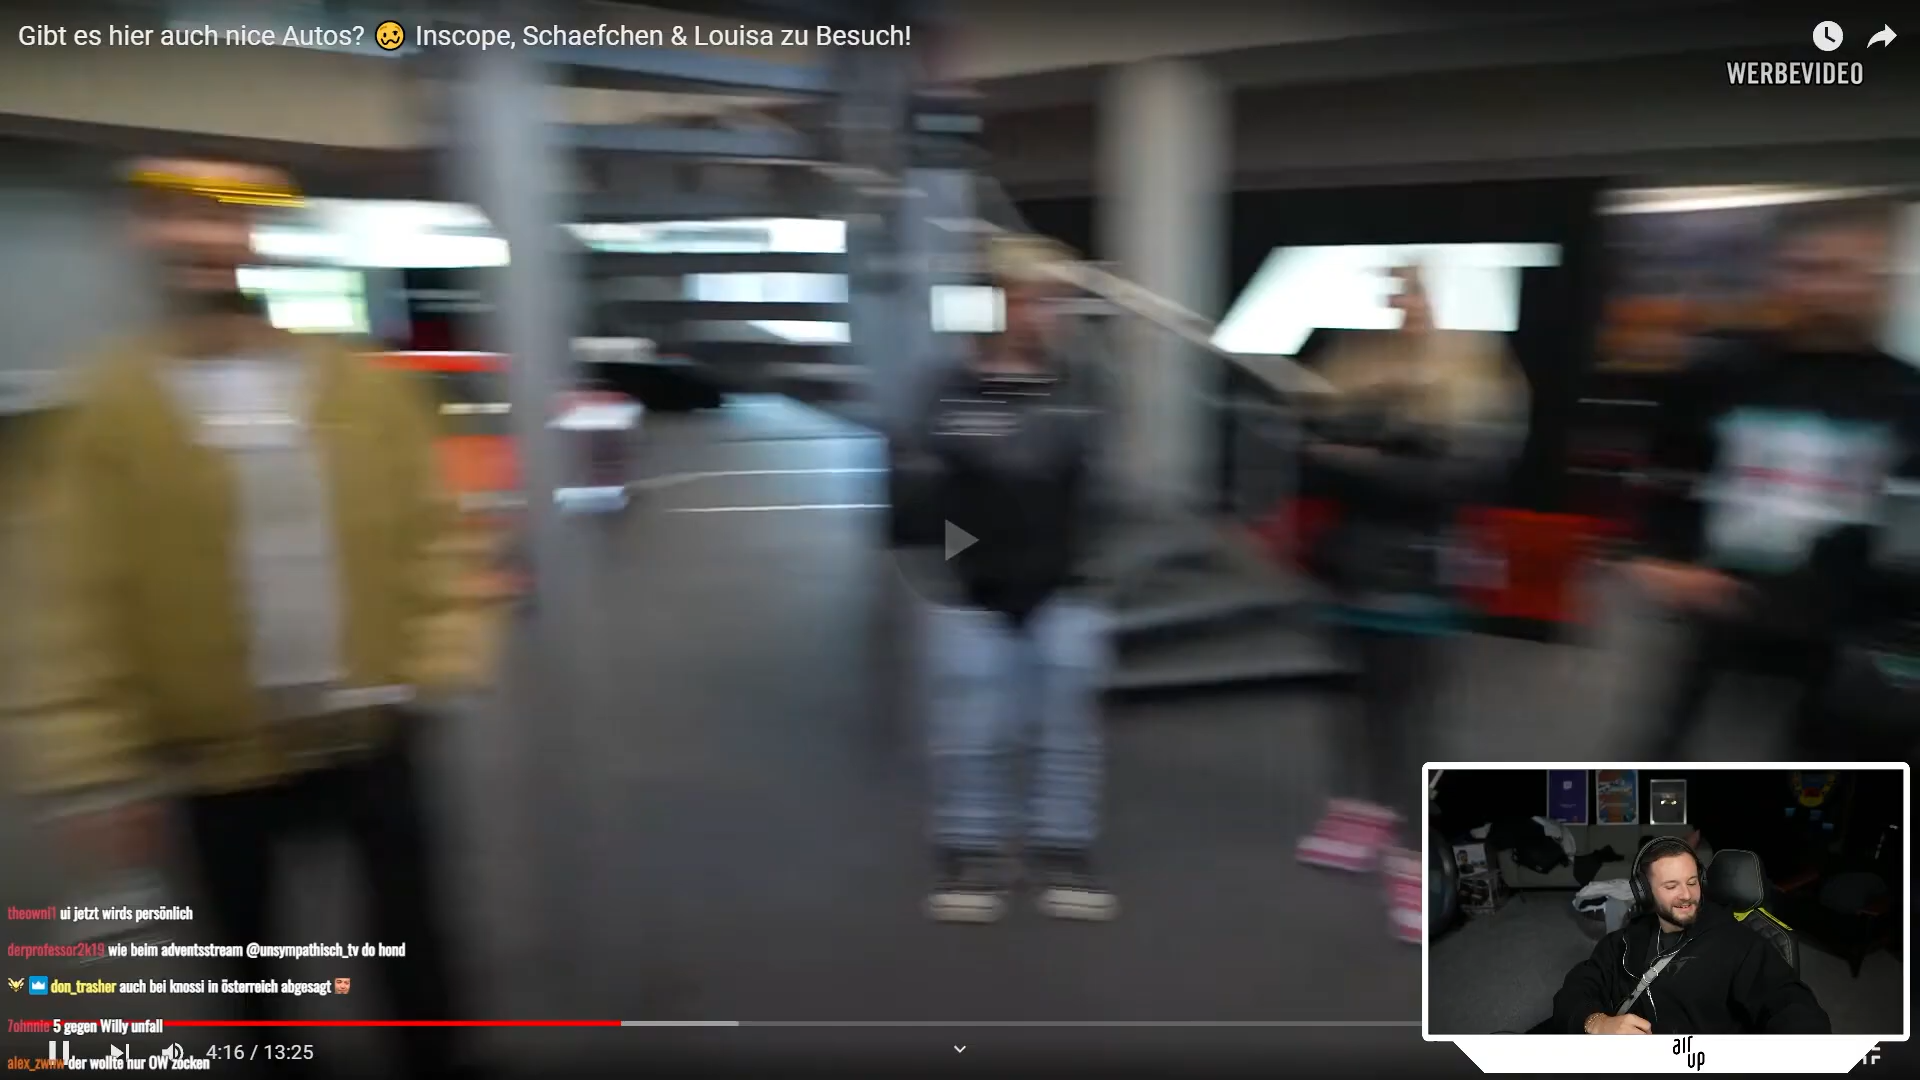 Gibt es hier auch nice Autos? 🥴 Inscope, Schaefchen & Louisa zu Besuch!
WERBEVIDEO
theowni1 ui jetzt wirds persönlich
derprofessor2k19 wie beim adventsstream @unsympathisch_tv do hond
don_trasher auch bei knossi in österreich abgesagt
7ohnnie 5 gegen Willy unfall
4:16 / 13:25
der wollte nur OW zocken
air up